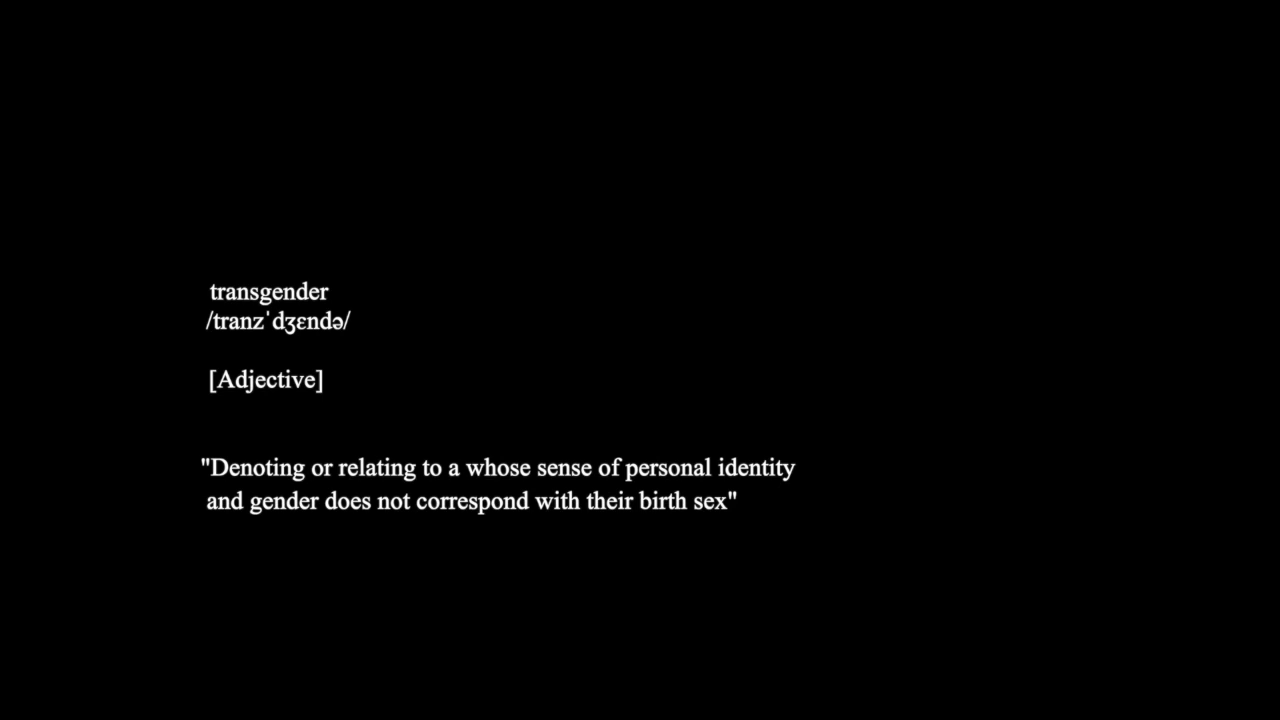 transgender
/tranzˈdʒɛndə/
[Adjective]
"Denoting or relating to a whose sense of personal identity
and gender does not correspond with their birth sex"